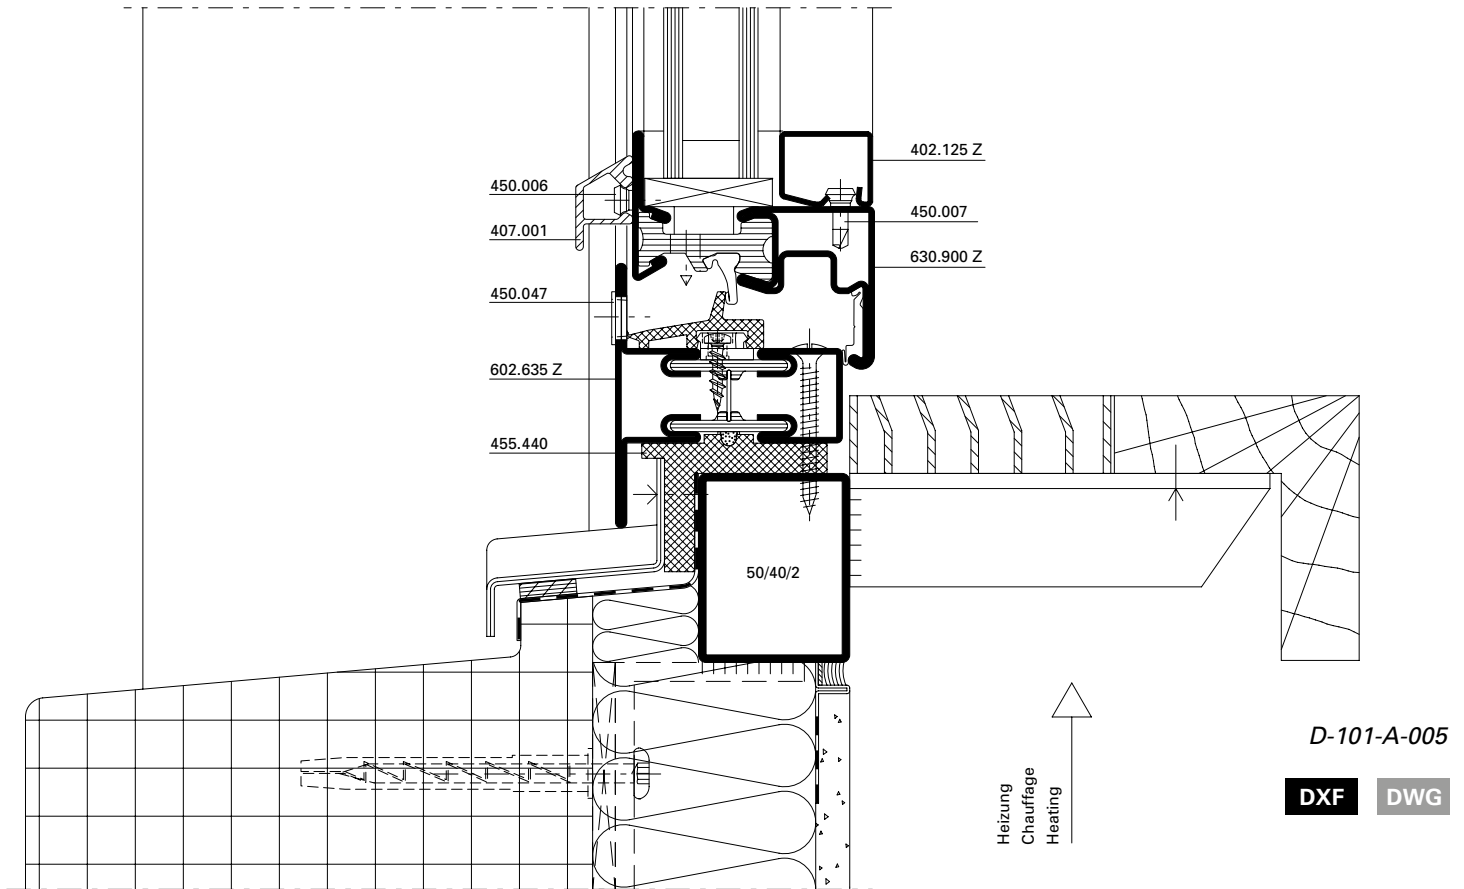 402.125 Z
450.006
450.007
407.001
630.900 Z
450.047
602.635 Z
455.440
50/40/2
Heizung
Chauffage
Heating
D-101-A-005
DXF
DWG